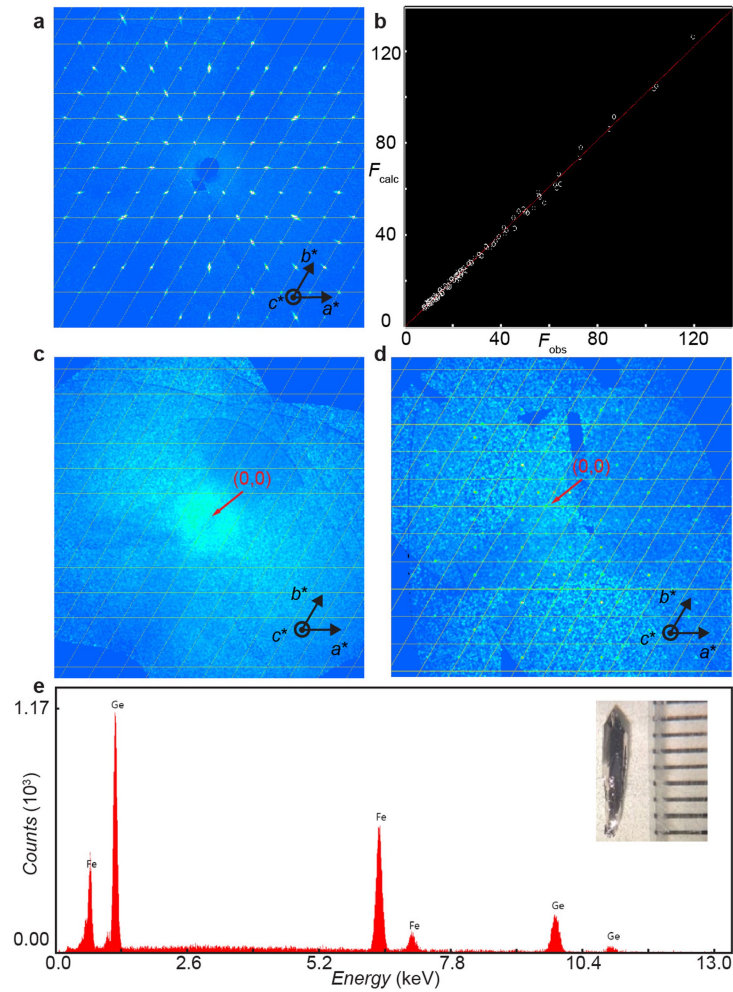 a
b*
c*
a*
b
120
80
F calc
40
0
0
40
F obs
80
120
c
(0,0)
b*
c*
a*
d
(0,0)
b*
c*
a*
e
1.17
Counts (10³)
0.00
Fe
Ge
Fe
Fe
Ge
Ge
0.0
2.6
5.2
7.8
10.4
13.0
Energy (keV)